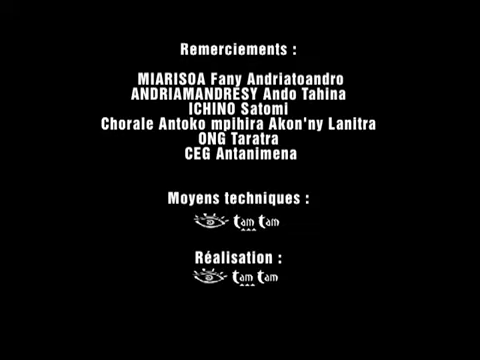 Remerciements :
MIARISOA Fany Andriatoandro
ANDRIAMANDRESY Ando Tahina
ICHINO Satomi
Chorale Antoko mpihira Akon'ny Lanitra
ONG Taratra
CEG Antanimena
Moyens techniques :
tam tam
Réalisation :
tam tam